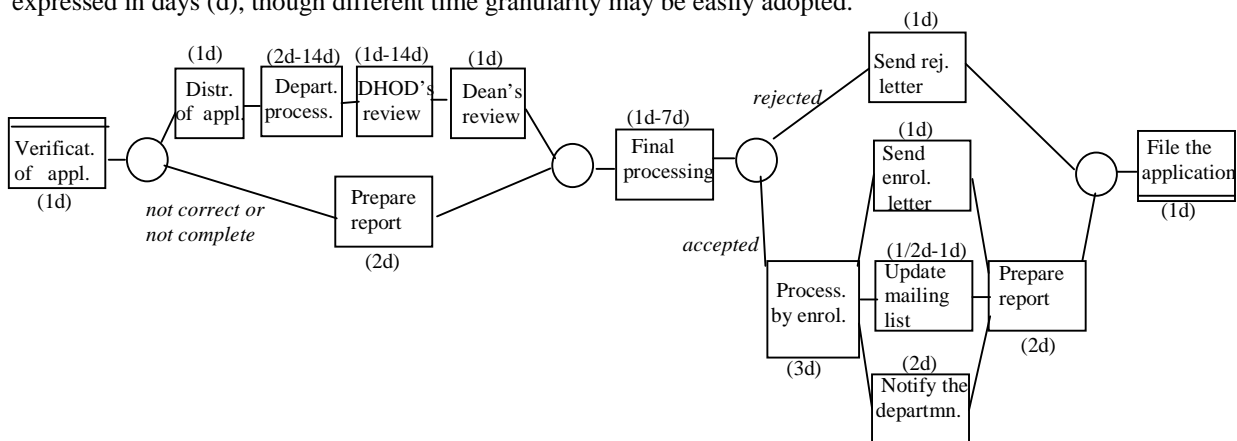 expressed in days (d), though different time granularity may be easily adopted.
(1d)
Verificat.
of appl.
(1d)
Distr.
of appl.
(2d-14d)
Depart.
process.
(1d-14d)
DHOD's
review
(1d)
Dean's
review
not correct or
not complete
Prepare
report
(2d)
(1d-7d)
Final
processing
rejected
(1d)
Send rej.
letter
accepted
Process.
by enrol.
(3d)
(1d)
Send
enrol.
letter
(1/2d-1d)
Update
mailing
list
(2d)
Notify the
departmn.
Prepare
report
(2d)
File the
application
(1d)